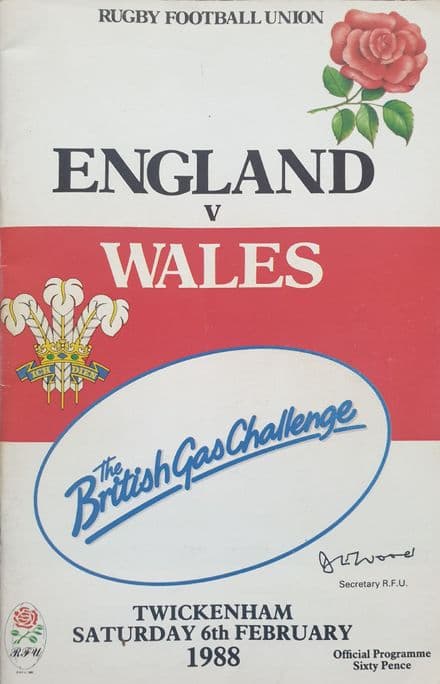 RUGBY FOOTBALL UNION
ENGLAND
v
WALES
ICH DIEN
The
British Gas Challenge
Secretary R.F.U.
TWICKENHAM
SATURDAY 6th FEBRUARY
1988
Official Programme
Sixty Pence
R·F·U